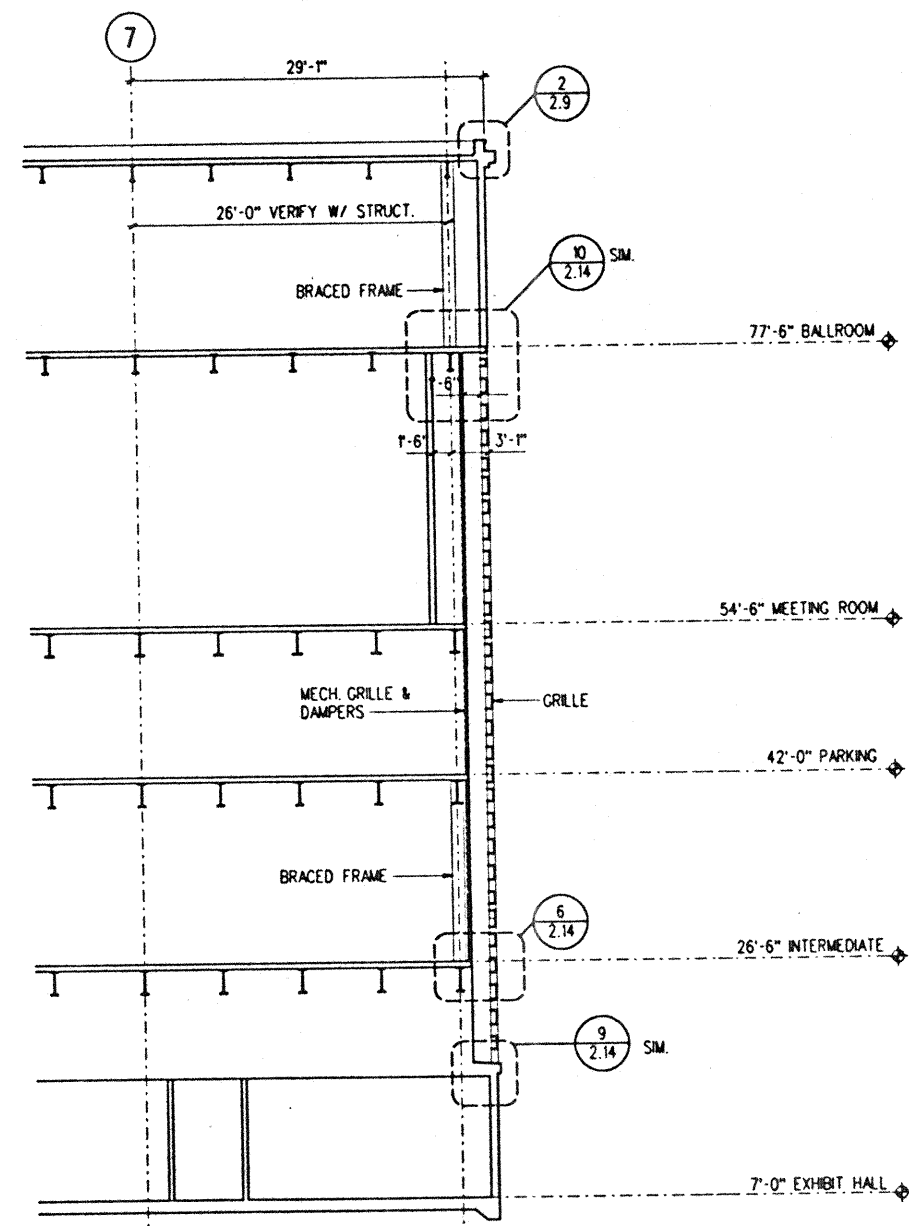 7
29'-1"
2
2.9
26'-0" VERIFY W/ STRUCT.
10
2.14
SIM.
BRACED FRAME
77'-6" BALLROOM
-6"
1'-6"
3'-1"
54'-6" MEETING ROOM
MECH. GRILLE &
DAMPERS
GRILLE
42'-0" PARKING
BRACED FRAME
6
2.14
26'-6" INTERMEDIATE
9
2.14
SIM.
7'-0" EXHIBIT HALL